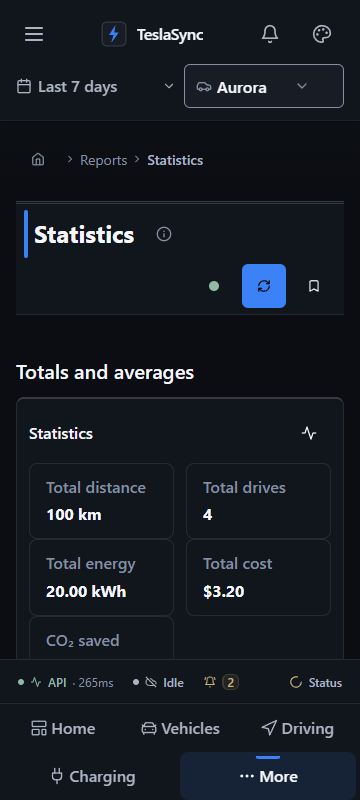 TeslaSync
Last 7 days
Aurora
Reports
Statistics
Statistics
Totals and averages
Statistics
Total distance
Total drives
100 km
4
Total energy
Total cost
20.00 kWh
$3.20
CO₂ saved
API · 265ms
Idle
2
Status
Home
Vehicles
Driving
Charging
More